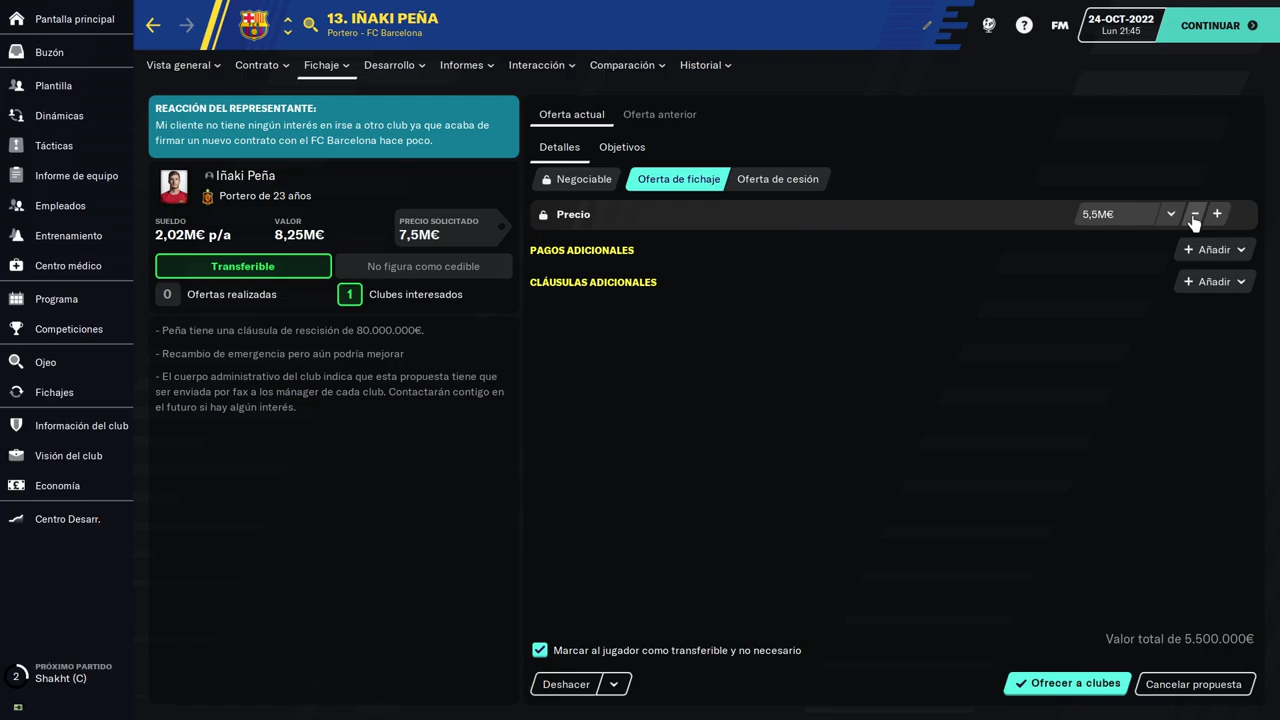 Pantalla principal
Buzón
Plantilla
Dinámicas
Tácticas
Informe de equipo
Empleados
Entrenamiento
Centro médico
Programa
Competiciones
Ojeo
Fichajes
Información del club
Visión del club
Economía
Centro Desarr.
2
PRÓXIMO PARTIDO
Shakht (C)
13. IÑAKI PEÑA
Portero - FC Barcelona
?
FM
24-OCT-2022
Lun 21:45
CONTINUAR
Vista general
Contrato
Fichaje
Desarrollo
Informes
Interacción
Comparación
Historial
REACCIÓN DEL REPRESENTANTE:
Mi cliente no tiene ningún interés en irse a otro club ya que acaba de
firmar un nuevo contrato con el FC Barcelona hace poco.
Iñaki Peña
Portero de 23 años
SUELDO VALOR PRECIO SOLICITADO
2,02M€ p/a 8,25M€ 7,5M€
Transferible No figura como cedible
0 Ofertas realizadas 1 Clubes interesados
- Peña tiene una cláusula de rescisión de 80.000.000€.
- Recambio de emergencia pero aún podría mejorar
- El cuerpo administrativo del club indica que esta propuesta tiene que
ser enviada por fax a los mánager de cada club. Contactarán contigo en
el futuro si hay algún interés.
Oferta actual Oferta anterior
Detalles Objetivos
Negociable Oferta de fichaje Oferta de cesión
Precio 5,5M€ - +
PAGOS ADICIONALES + Añadir
CLÁUSULAS ADICIONALES + Añadir
Valor total de 5.500.000€
Marcar al jugador como transferible y no necesario
Deshacer Ofrecer a clubes Cancelar propuesta